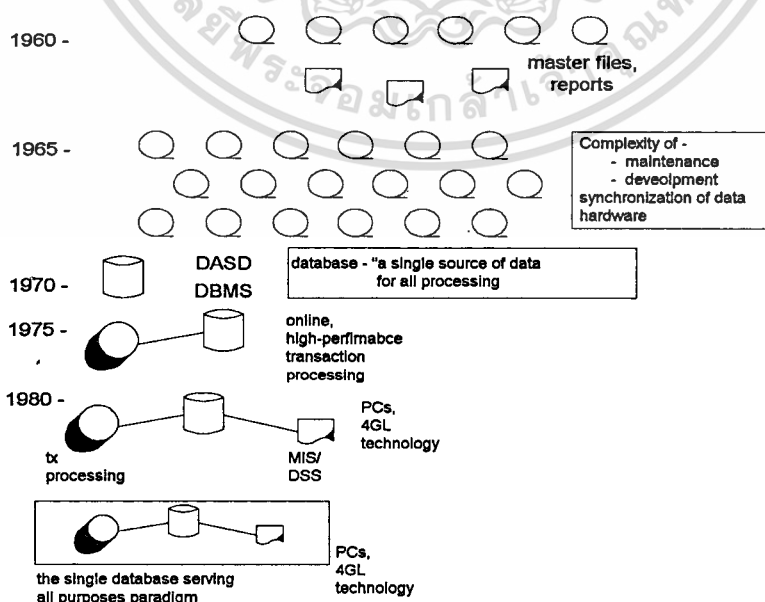 1960 -
master files,
reports
1965 -
Complexity of -
- maintenance
- deveolpment
synchronization of data
hardware
1970 -
DASD
DBMS
database - "a single source of data
for all processing
1975 -
online,
high-perfirnabce
transaction
processing
1980 -
PCs,
4GL
technology
tx
processing
MIS/
DSS
the single database serving
all purposes paradigm
PCs,
4GL
technology